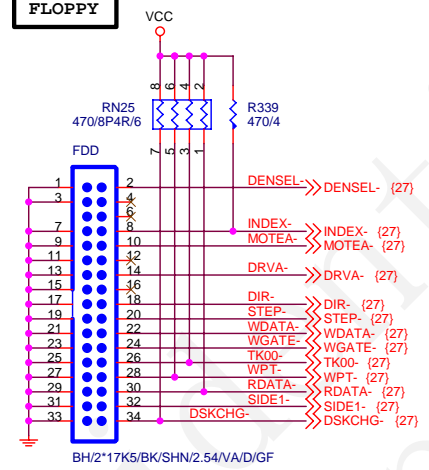 FLOPPY
VCC
8 6 4 2
RN25
470/8P4R/6
R339
470/4
7 5 3 1
FDD
1 2 DENSEL- DENSEL- {27}
3 4
6
7 8 INDEX- INDEX- {27}
9 10 MOTEA- MOTEA- {27}
11 12
13 14 DRVA- DRVA- {27}
15 16
17 18 DIR- DIR- {27}
19 20 STEP- STEP- {27}
21 22 WDATA- WDATA- {27}
23 24 WGATE- WGATE- {27}
25 26 TK00- TK00- {27}
27 28 WPT- WPT- {27}
29 30 RDATA- RDATA- {27}
31 32 SIDE1- SIDE1- {27}
33 34 DSKCHG- DSKCHG- {27}
BH/2*17K5/BK/SHN/2.54/VA/D/GF